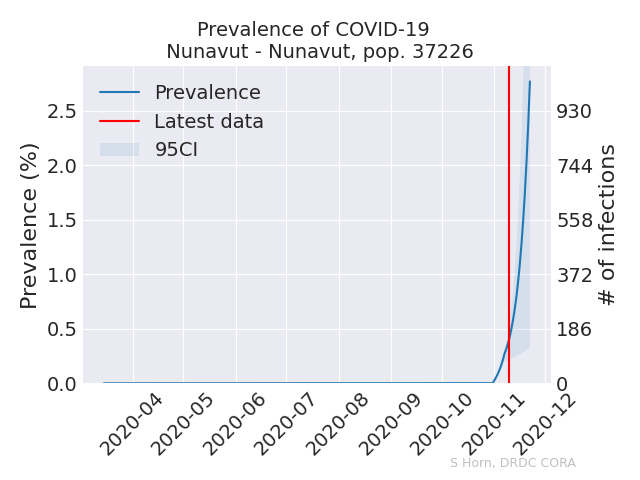 Prevalence of COVID-19
Nunavut - Nunavut, pop. 37226
Prevalence
Latest data
95CI
Prevalence (%)
2.5
2.0
1.5
1.0
0.5
0.0
930
744
558
372
186
0
# of infections
2020-04
2020-05
2020-06
2020-07
2020-08
2020-09
2020-10
2020-11
2020-12
S Horn, DRDC CORA